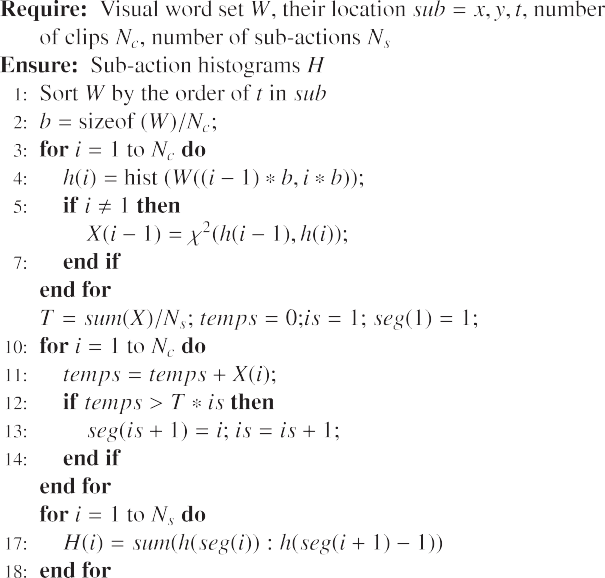 Require: Visual word set W, their location sub = x, y, t, number
of clips N_c, number of sub-actions N_s
Ensure: Sub-action histograms H
1: Sort W by the order of t in sub
2: b = sizeof (W)/N_c;
3: for i = 1 to N_c do
4: h(i) = hist (W((i − 1) * b, i * b));
5: if i ≠ 1 then
X(i − 1) = χ²(h(i − 1), h(i));
7: end if
end for
T = sum(X)/N_s; temps = 0;is = 1; seg(1) = 1;
10: for i = 1 to N_c do
11: temps = temps + X(i);
12: if temps > T * is then
13: seg(is + 1) = i; is = is + 1;
14: end if
end for
for i = 1 to N_s do
17: H(i) = sum(h(seg(i)) : h(seg(i + 1) − 1))
18: end for